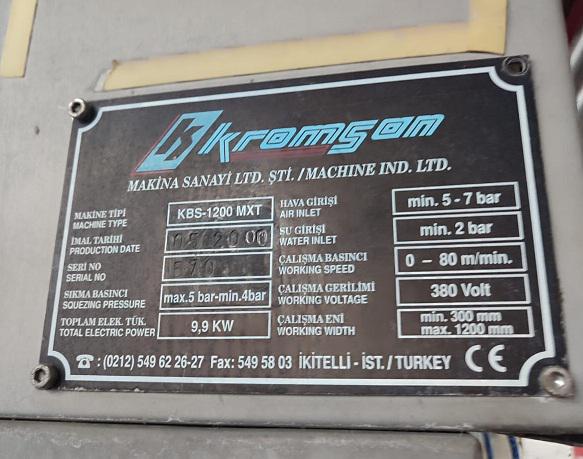 kromsan
MAKİNA SANAYİ LTD. ŞTİ. / MACHINE IND. LTD.
MAKİNE TİPİ
MACHINE TYPE
KBS-1200 MXT
HAVA GİRİŞİ
AIR INLET
min. 5 - 7 bar
İMAL TARİHİ
PRODUCTION DATE
SU GİRİŞİ
WATER INLET
min. 2 bar
SERİ NO
SERIAL NO
ÇALIŞMA BASINCI
WORKING SPEED
0 – 80 m/min.
SIKMA BASINCI
SQUEZING PRESSURE
max.5 bar-min.4bar
ÇALIŞMA GERİLİMİ
WORKING VOLTAGE
380 Volt
TOPLAM ELEK. TÜK.
TOTAL ELECTRIC POWER
9,9 KW
ÇALIŞMA ENİ
WORKING WIDTH
min. 300 mm
max. 1200 mm
☎ : (0212) 549 62 26-27 Fax: 549 58 03 İKİTELLİ - İST. / TURKEY CE